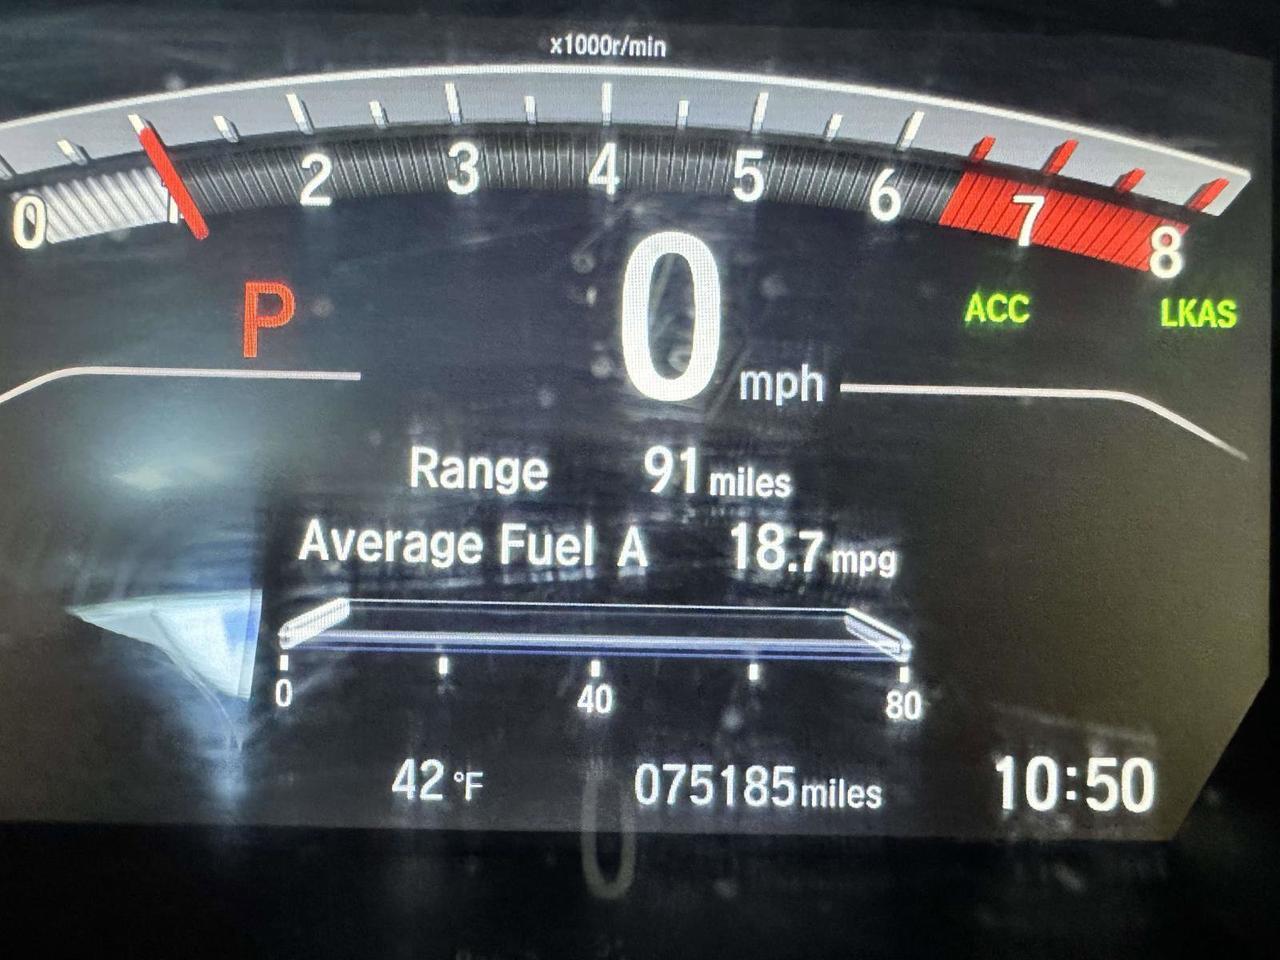 x1000r/min
0 1 2 3 4 5 6 7 8
P
0 mph
ACC
LKAS
Range 91 miles
Average Fuel A 18.7 mpg
0 40 80
42 °F
075185 miles
10:50